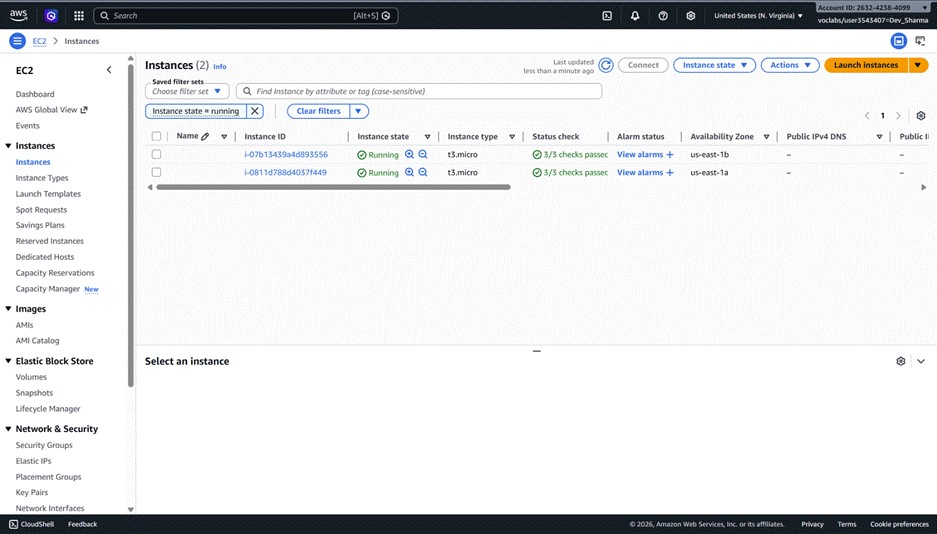 aws Search [Alt+S] United States (N. Virginia) Account ID: 2632-4238-4099
voclabs/user3543407=Dev_Sharma
EC2 > Instances
EC2
Dashboard
AWS Global View
Events
Instances
Instances
Instance Types
Launch Templates
Spot Requests
Savings Plans
Reserved Instances
Dedicated Hosts
Capacity Reservations
Capacity Manager New
Images
AMIs
AMI Catalog
Elastic Block Store
Volumes
Snapshots
Lifecycle Manager
Network & Security
Security Groups
Elastic IPs
Placement Groups
Key Pairs
Network Interfaces
Instances (2) Info
Last updated
less than a minute ago
Connect Instance state Actions Launch instances
Saved filter sets
Choose filter set Find Instance by attribute or tag (case-sensitive)
Instance state = running Clear filters
1
Name Instance ID Instance state Instance type Status check Alarm status Availability Zone Public IPv4 DNS Public I
i-07b13439a4d893556 Running t3.micro 3/3 checks passec View alarms + us-east-1b –
i-0811d788d4037f449 Running t3.micro 3/3 checks passec View alarms + us-east-1a –
Select an instance
CloudShell Feedback © 2026, Amazon Web Services, Inc. or its affiliates. Privacy Terms Cookie preferences